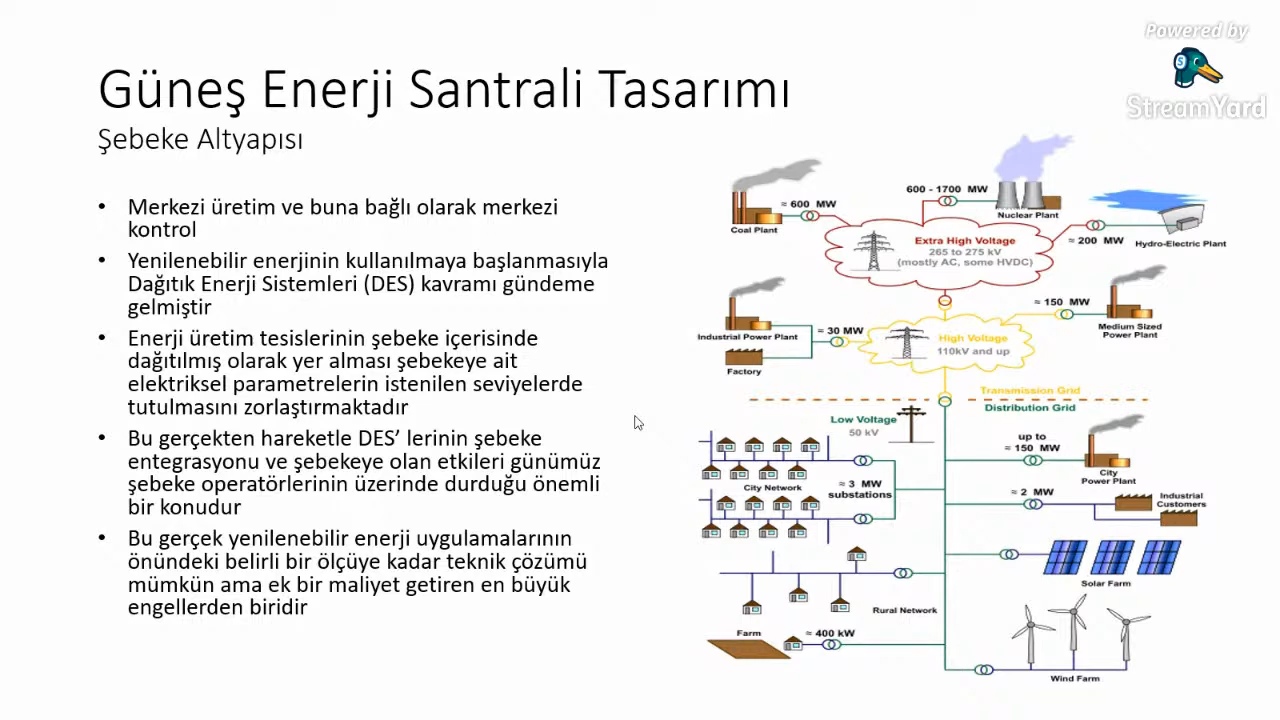 Powered by
StreamYard
Güneş Enerji Santrali Tasarımı
Şebeke Altyapısı
• Merkezi üretim ve buna bağlı olarak merkezi
kontrol
• Yenilenebilir enerjinin kullanılmaya başlanmasıyla
Dağıtık Enerji Sistemleri (DES) kavramı gündeme
gelmiştir
• Enerji üretim tesislerinin şebeke içerisinde
dağıtılmış olarak yer alması şebekeye ait
elektriksel parametrelerin istenilen seviyelerde
tutulmasını zorlaştırmaktadır
• Bu gerçekten hareketle DES’ lerinin şebeke
entegrasyonu ve şebekeye olan etkileri günümüz
şebeke operatörlerinin üzerinde durduğu önemli
bir konudur
• Bu gerçek yenilenebilir enerji uygulamalarının
önündeki belirli bir ölçüye kadar teknik çözümü
mümkün ama ek bir maliyet getiren en büyük
engellerden biridir
Coal Plant
≈ 600 MW
600 - 1700 MW
Nuclear Plant
≈ 200 MW
Hydro-Electric Plant
Extra High Voltage
265 to 275 kV
(mostly AC, some HVDC)
Industrial Power Plant
≈ 30 MW
Factory
High Voltage
110kV and up
≈ 150 MW
Medium Sized
Power Plant
Transmission Grid
Distribution Grid
Low Voltage
50 kV
City Network
≈ 3 MW
substations
up to
≈ 150 MW
City
Power Plant
≈ 2 MW
Industrial
Customers
Solar Farm
Rural Network
Farm
≈ 400 kW
Wind Farm